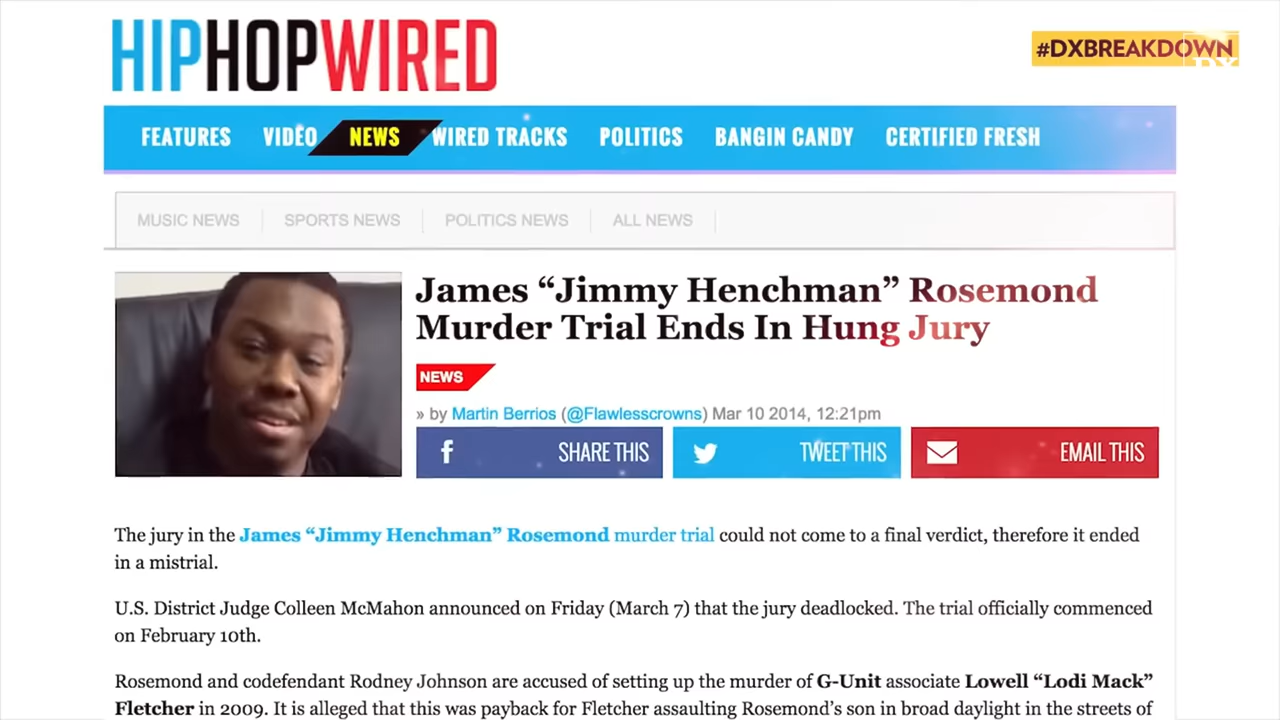 HIPHOPWIRED
#DXBREAKDOWN
FEATURES VIDEO NEWS WIRED TRACKS POLITICS BANGIN CANDY CERTIFIED FRESH
MUSIC NEWS SPORTS NEWS POLITICS NEWS ALL NEWS
James “Jimmy Henchman” Rosemond
Murder Trial Ends In Hung Jury
NEWS
» by Martin Berrios (@Flawlesscrowns) Mar 10 2014, 12:21pm
f SHARE THIS TWEET THIS EMAIL THIS
The jury in the James “Jimmy Henchman” Rosemond murder trial could not come to a final verdict, therefore it ended
in a mistrial.
U.S. District Judge Colleen McMahon announced on Friday (March 7) that the jury deadlocked. The trial officially commenced
on February 10th.
Rosemond and codefendant Rodney Johnson are accused of setting up the murder of G-Unit associate Lowell “Lodi Mack”
Fletcher in 2009. It is alleged that this was payback for Fletcher assaulting Rosemond’s son in broad daylight in the streets of